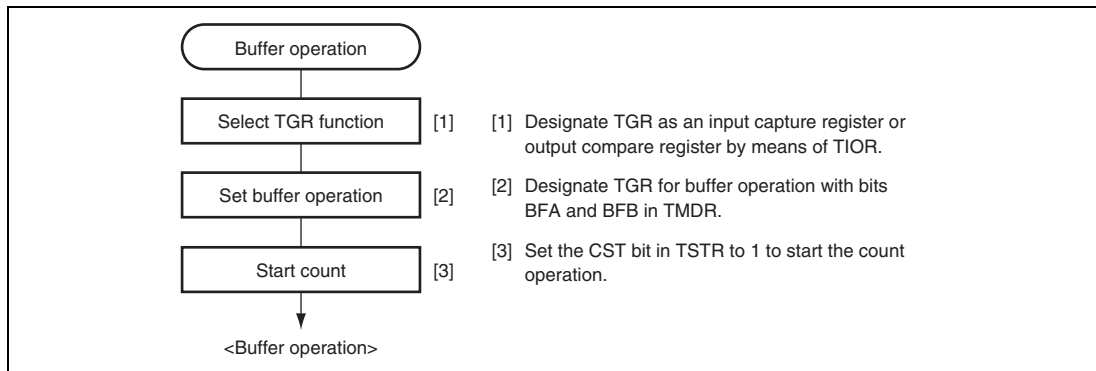 Buffer operation
Select TGR function
[1]
[1] Designate TGR as an input capture register or
output compare register by means of TIOR.
Set buffer operation
[2]
[2] Designate TGR for buffer operation with bits
BFA and BFB in TMDR.
Start count
[3]
[3] Set the CST bit in TSTR to 1 to start the count
operation.
<Buffer operation>